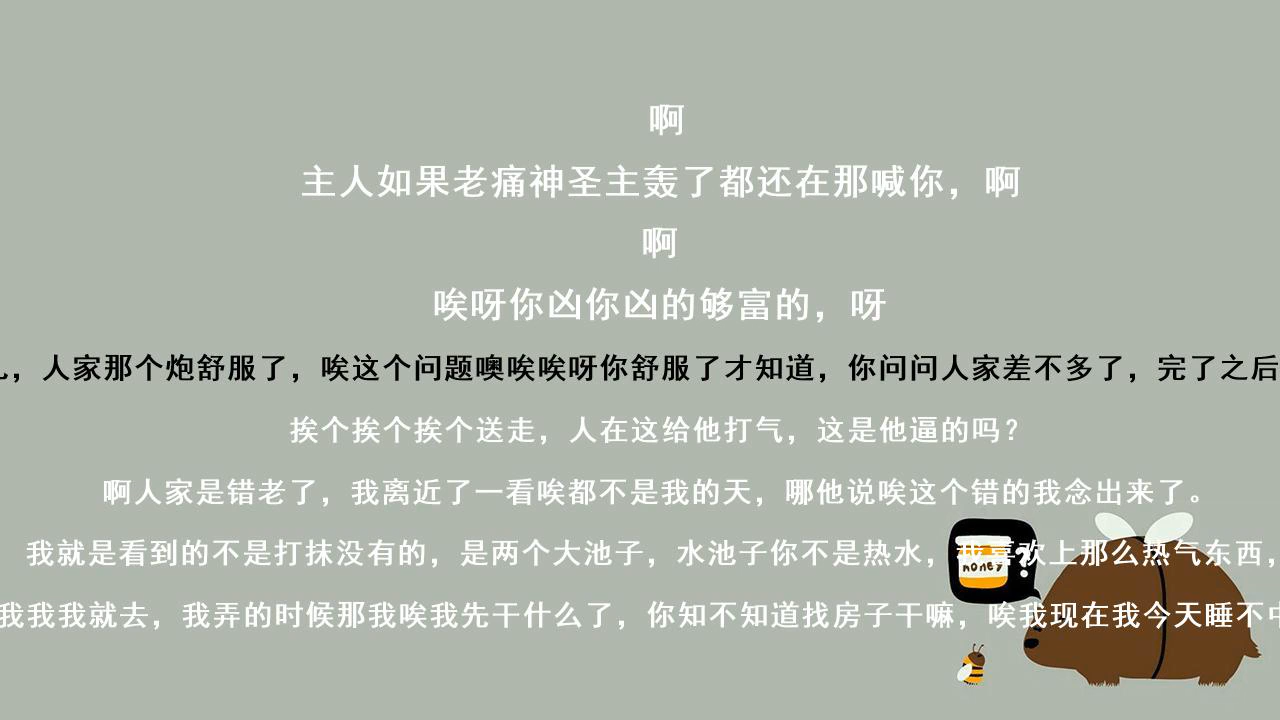 啊
主人如果老痛神圣主轰了都还在那喊你，啊
啊
唉呀你凶你凶的够富的，呀
，人家那个炮舒服了，唉这个问题噢唉唉呀你舒服了才知道，你问问人家差不多了，完了之后
挨个挨个挨个送走，人在这给他打气，这是他逼的吗？
啊人家是错老了，我离近了一看唉都不是我的天，哪他说唉这个错的我念出来了。
我就是看到的不是打抹没有的，是两个大池子，水池子你不是热水，我喜欢上那么热气东西，
我我我就去，我弄的时候那我唉我先干什么了，你知不知道找房子干嘛，唉我现在我今天睡不
honey
?